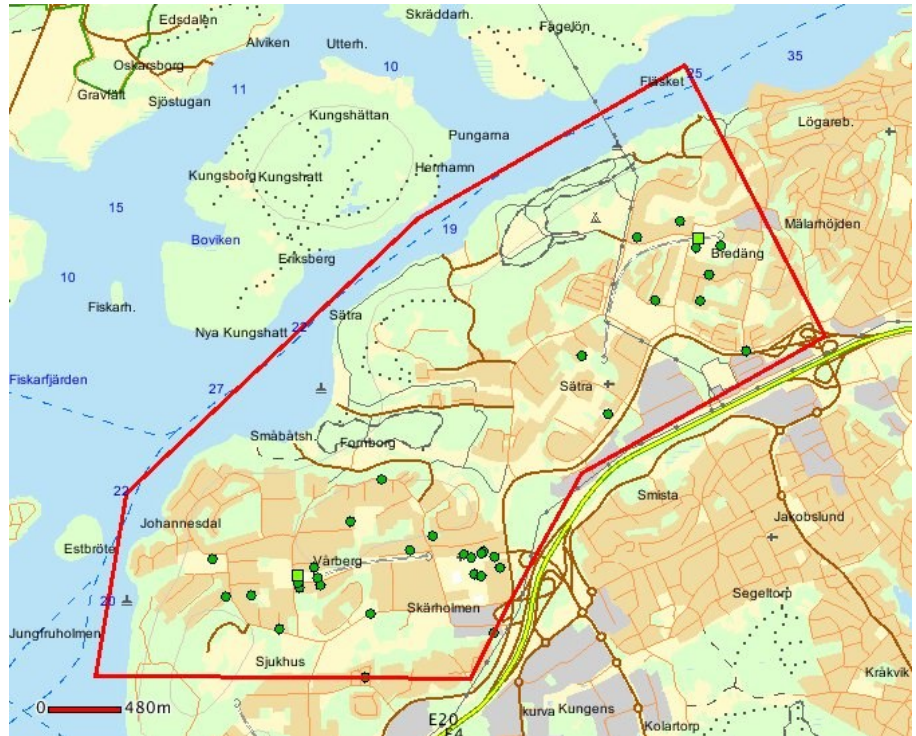 Skräddarh.
Edsdalen
Fågelön
Alviken
Utterh.
35
Oskarsborg
10
25
Fläsket
11
Gravfält
Sjöstugan
Kungshättan
Lögareb.
Pungarna
Herrhamn
Kungsborg
Kungshatt
15
19
Mälarhöjden
Boviken
Bredäng
Eriksberg
10
Fiskarh.
Sätra
Nya Kungshatt
22
Fiskarfjärden
27
Sätra
Småbåtsh.
Fornborg
22
Smista
Johannesdal
Jakobslund
Estbröte
Vårberg
Segeltorp
20
Skärholmen
Jungfruholmen
Sjukhus
Kråkvik
0
480m
E20
kurva
Kungens
Kolartorp
E4